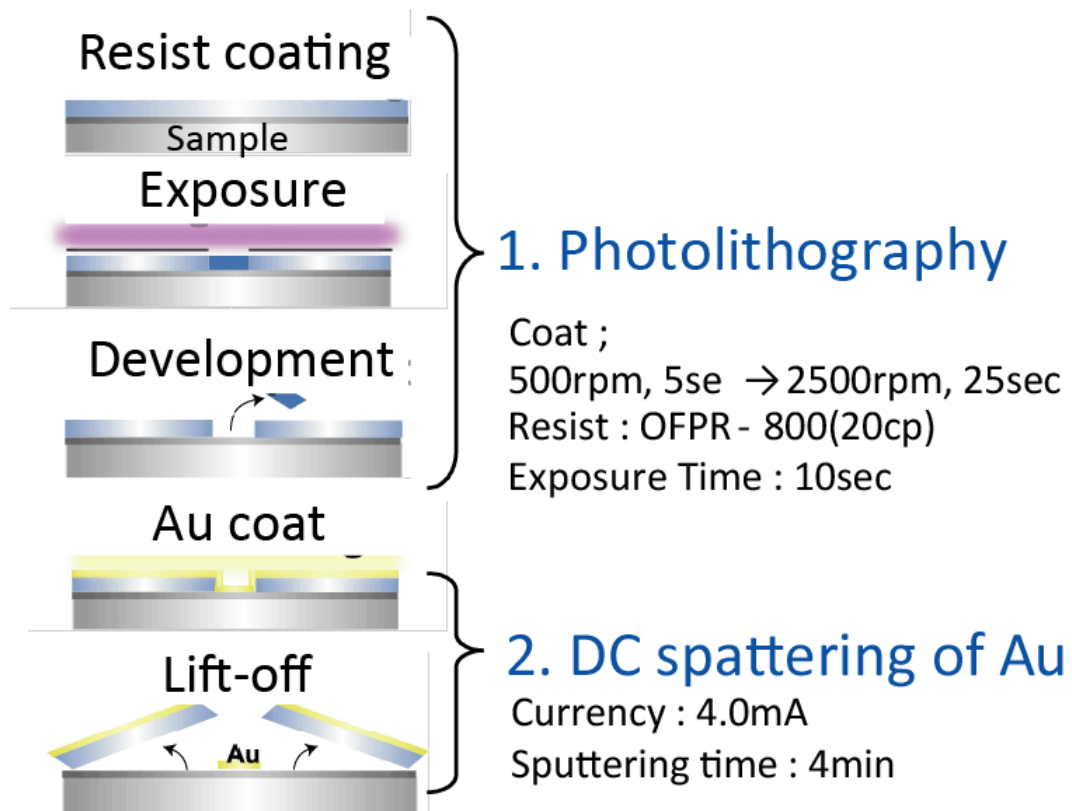 Resist coating
Sample
Exposure
Development
Au coat
Lift-off
Au
1. Photolithography
Coat ;
500rpm, 5se → 2500rpm, 25sec
Resist : OFPR - 800(20cp)
Exposure Time : 10sec
2. DC spattering of Au
Currency : 4.0mA
Sputtering time : 4min